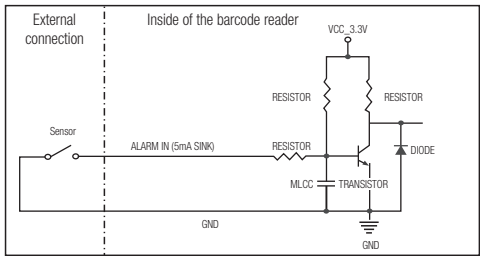 External
connection
Inside of the barcode reader
VCC_3.3V
RESISTOR
RESISTOR
Sensor
ALARM IN (5mA SINK)
RESISTOR
DIODE
MLCC
TRANSISTOR
GND
GND